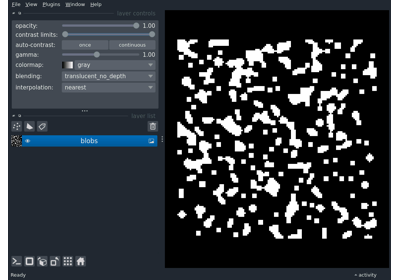 File View Plugins Window Help
layer controls
opacity: 1.00
contrast limits:
auto-contrast: once continuous
gamma: 1.00
colormap: gray
blending: translucent_no_depth
interpolation: nearest
layer list
blobs
Ready
activity